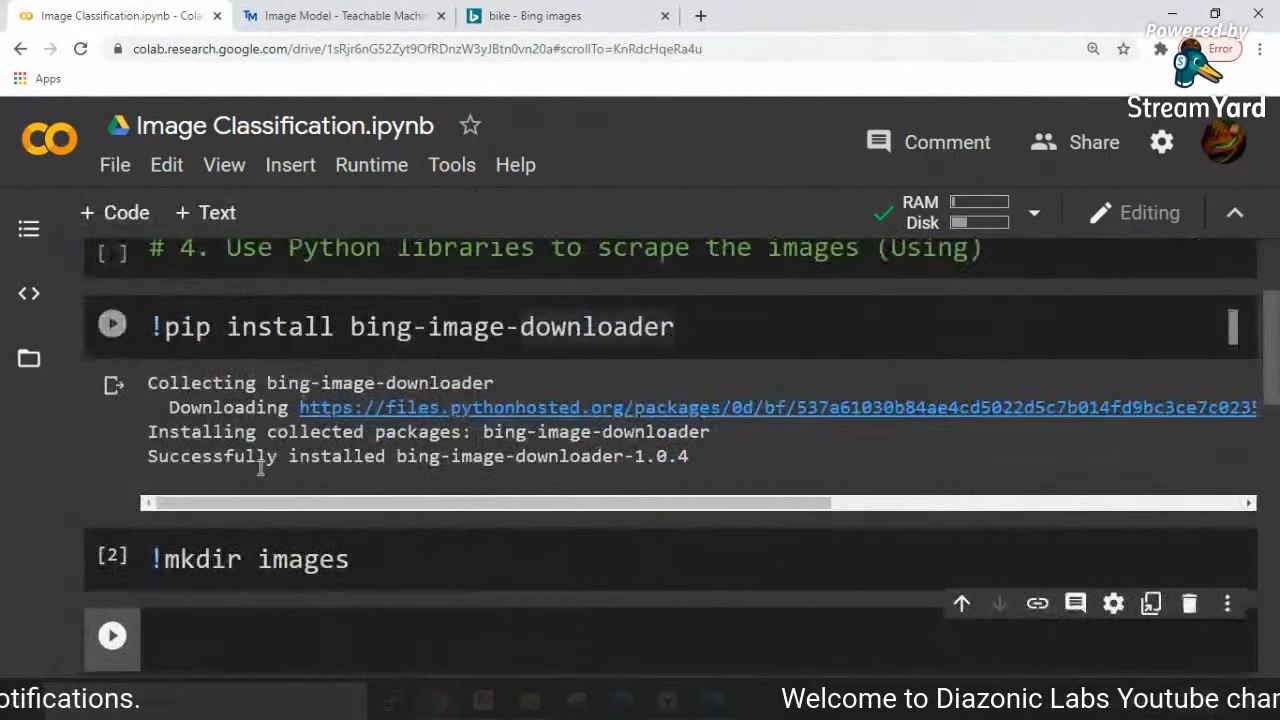 Image Classification.ipynb - Cola
Image Model - Teachable Machin
bike - Bing images
colab.research.google.com/drive/1sRjr6nG52Zyt9OfRDnzW3yJBtn0vn20a#scrollTo=KnRdcHqeRa4u
Error
Powered by
StreamYard
Apps
Image Classification.ipynb
Comment
Share
File Edit View Insert Runtime Tools Help
+ Code + Text
RAM
Disk
Editing
[ ] # 4. Use Python libraries to scrape the images (Using)
!pip install bing-image-downloader
Collecting bing-image-downloader
Downloading https://files.pythonhosted.org/packages/0d/bf/537a61030b84ae4cd5022d5c7b014fd9bc3ce7c0235
Installing collected packages: bing-image-downloader
Successfully installed bing-image-downloader-1.0.4
[2] !mkdir images
otifications.
Welcome to Diazonic Labs Youtube chan